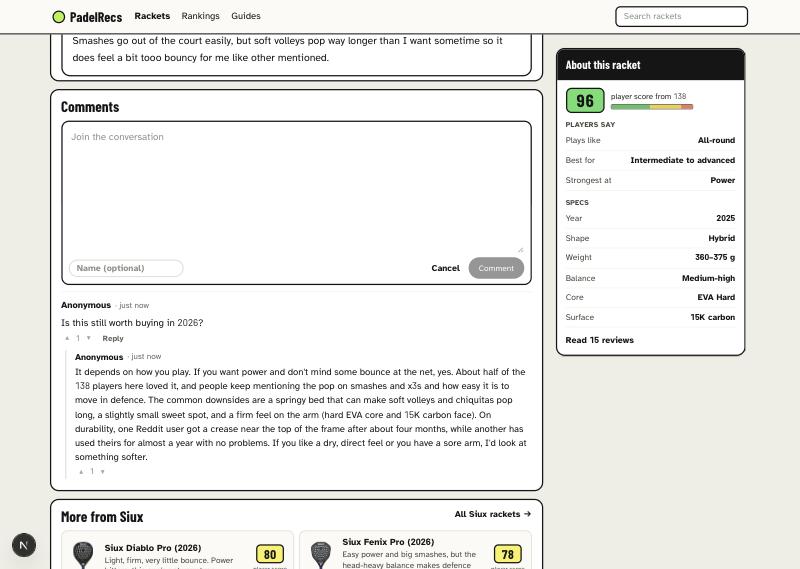 PadelRecs
Rackets
Rankings
Guides
Search rackets
Smashes go out of the court easily, but soft volleys pop way longer than I want sometime so it
does feel a bit tooo bouncy for me like other mentioned.
Comments
Join the conversation
Name (optional)
Cancel
Comment
Anonymous · just now
Is this still worth buying in 2026?
▲ 1 ▼ Reply
Anonymous · just now
It depends on how you play. If you want power and don't mind some bounce at the net, yes. About half of the
138 players here loved it, and people keep mentioning the pop on smashes and x3s and how easy it is to
move in defence. The common downsides are a springy bed that can make soft volleys and chiquitas pop
long, a slightly small sweet spot, and a firm feel on the arm (hard EVA core and 15K carbon face). On
durability, one Reddit user got a crease near the top of the frame after about four months, while another has
used theirs for almost a year with no problems. If you like a dry, direct feel or you have a sore arm, I'd look at
something softer.
▲ 1 ▼
More from Siux
All Siux rackets →
Siux Diablo Pro (2026)
Light, firm, very little bounce. Power
80
Siux Fenix Pro (2026)
Easy power and big smashes, but the
head-heavy balance makes defence
78
About this racket
96
player score from 138
PLAYERS SAY
Plays like All-round
Best for Intermediate to advanced
Strongest at Power
SPECS
Year 2025
Shape Hybrid
Weight 360–375 g
Balance Medium-high
Core EVA Hard
Surface 15K carbon
Read 15 reviews
N